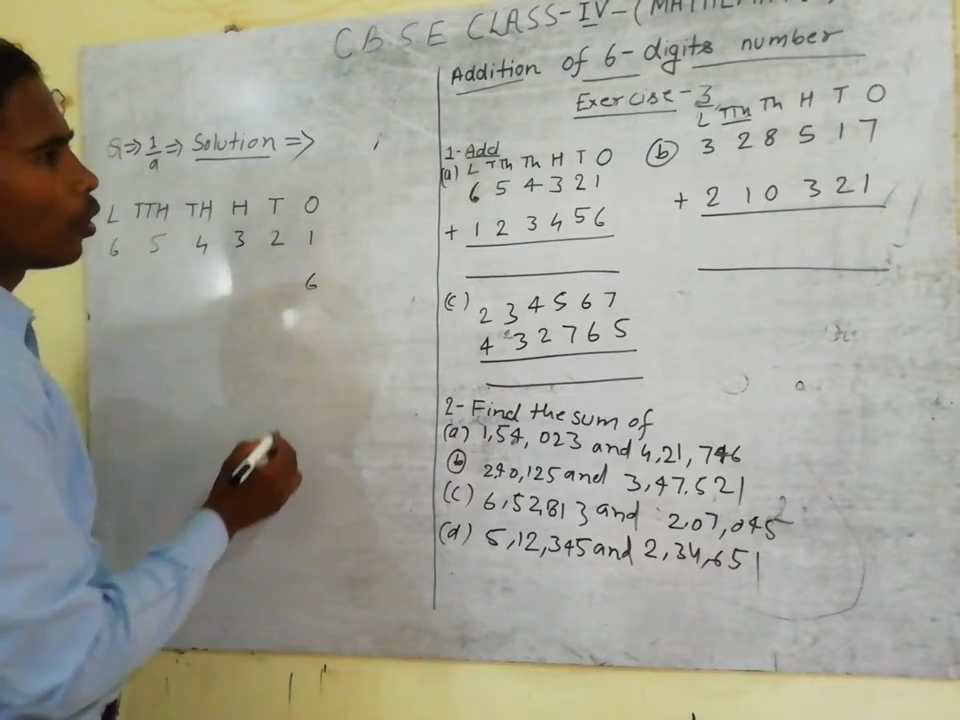 CBSE CLASS-IV-(MATHEMAT
Q⇒ 1/a ⇒ Solution ⇒
L TTH TH H T O
6 5 4 3 2 1
6
Addition of 6-digits number
Exercise-3
1- Add
(a) L TTh Th H T O
6 5 4 3 2 1
+ 1 2 3 4 5 6
(b) L TTH Th H T O
3 2 8 5 1 7
+ 2 1 0 3 2 1
(c) 2 3 4 5 6 7
4 3 2 7 6 5
2- Find the sum of
(a) 1,54,023 and 4,21,746
(b) 240,125 and 3,47,521
(c) 6,52,813 and 2,07,045
(d) 5,12,345 and 2,34,651